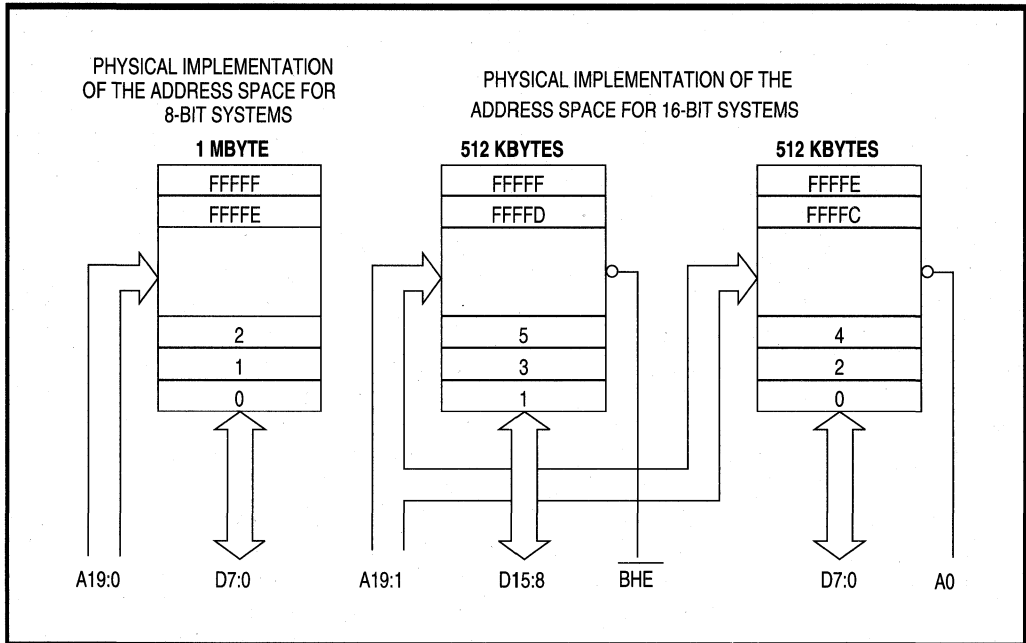 PHYSICAL IMPLEMENTATION
OF THE ADDRESS SPACE FOR
8-BIT SYSTEMS
1 MBYTE
FFFFF
FFFFE
2
1
0
A19:0
D7:0
PHYSICAL IMPLEMENTATION OF THE
ADDRESS SPACE FOR 16-BIT SYSTEMS
512 KBYTES
FFFFF
FFFFD
5
3
1
A19:1
D15:8
BHE
512 KBYTES
FFFFE
FFFFC
4
2
0
D7:0
A0